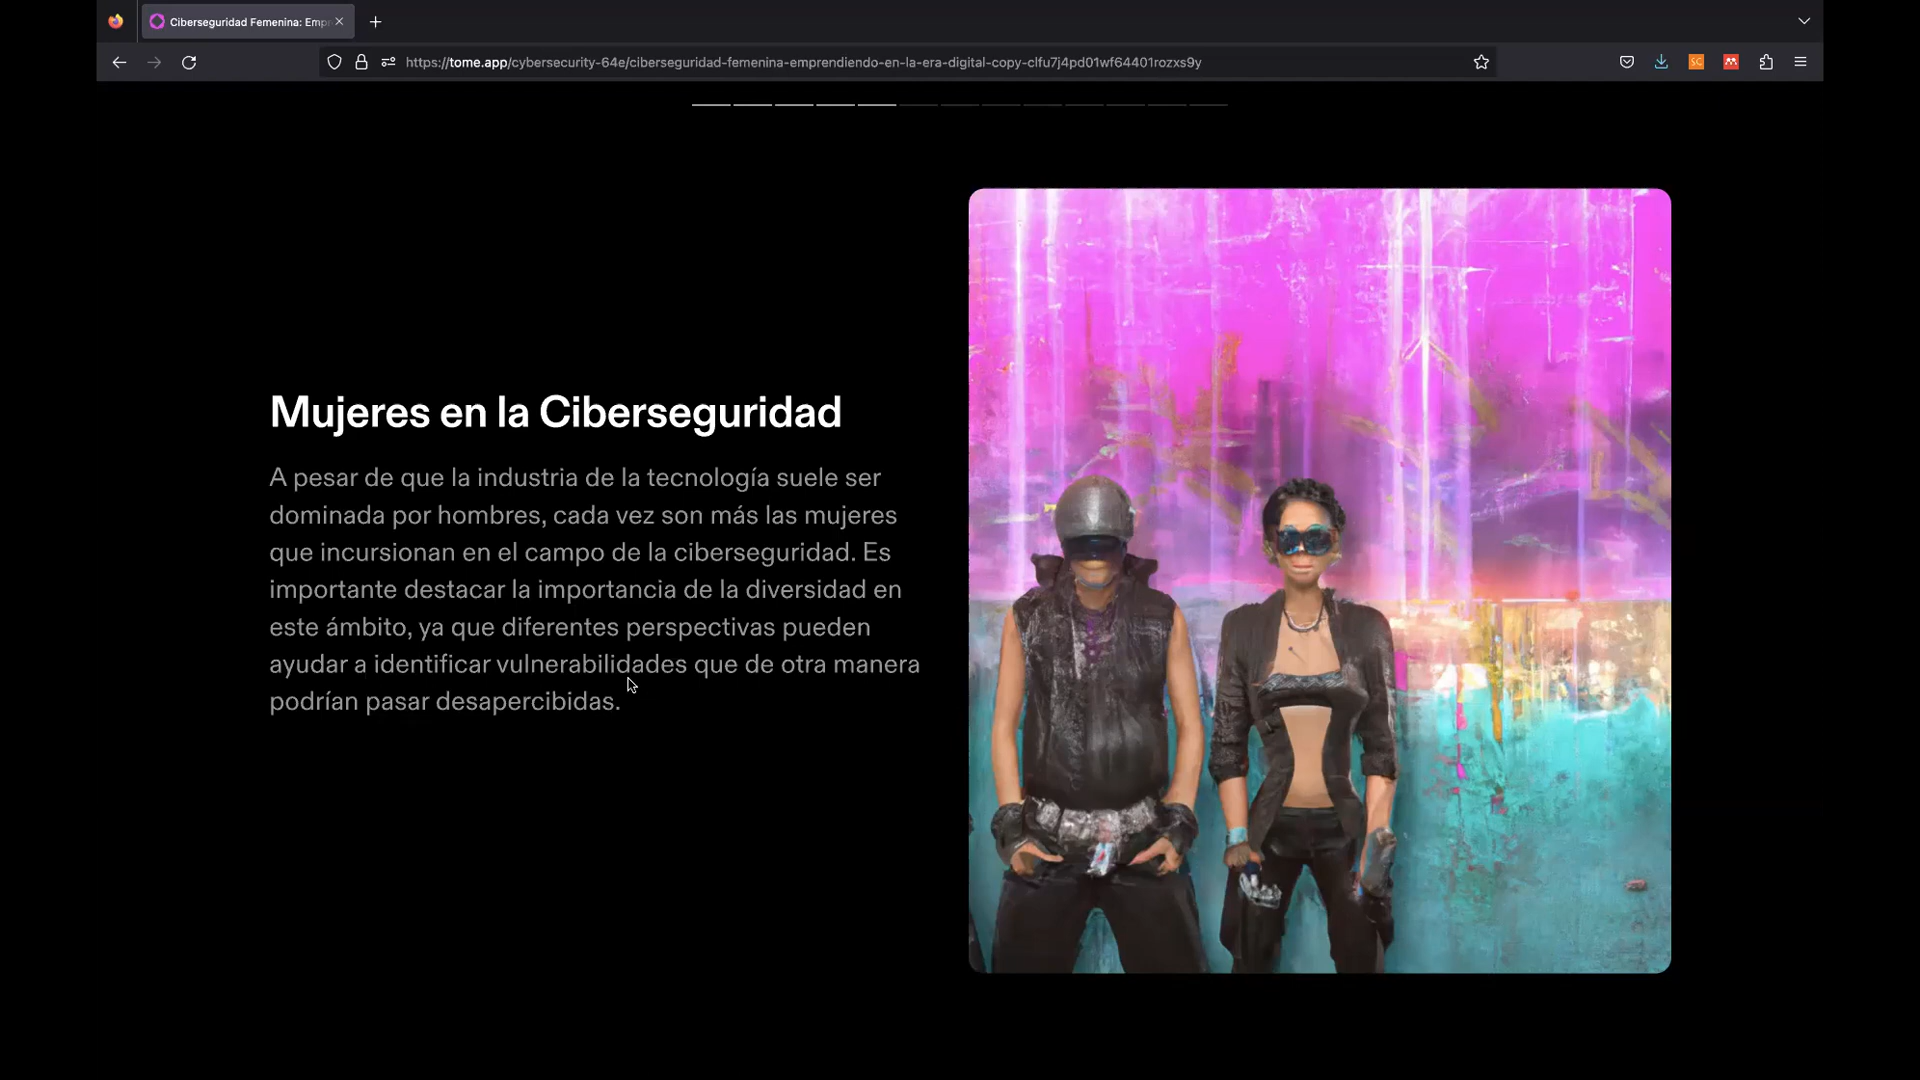 Ciberseguridad Femenina: Emp
https://tome.app/cybersecurity-64e/ciberseguridad-femenina-emprendiendo-en-la-era-digital-copy-clfu7j4pd01wf64401rozxs9y
SC
Mujeres en la Ciberseguridad
A pesar de que la industria de la tecnología suele ser
dominada por hombres, cada vez son más las mujeres
que incursionan en el campo de la ciberseguridad. Es
importante destacar la importancia de la diversidad en
este ámbito, ya que diferentes perspectivas pueden
ayudar a identificar vulnerabilidades que de otra manera
podrían pasar desapercibidas.